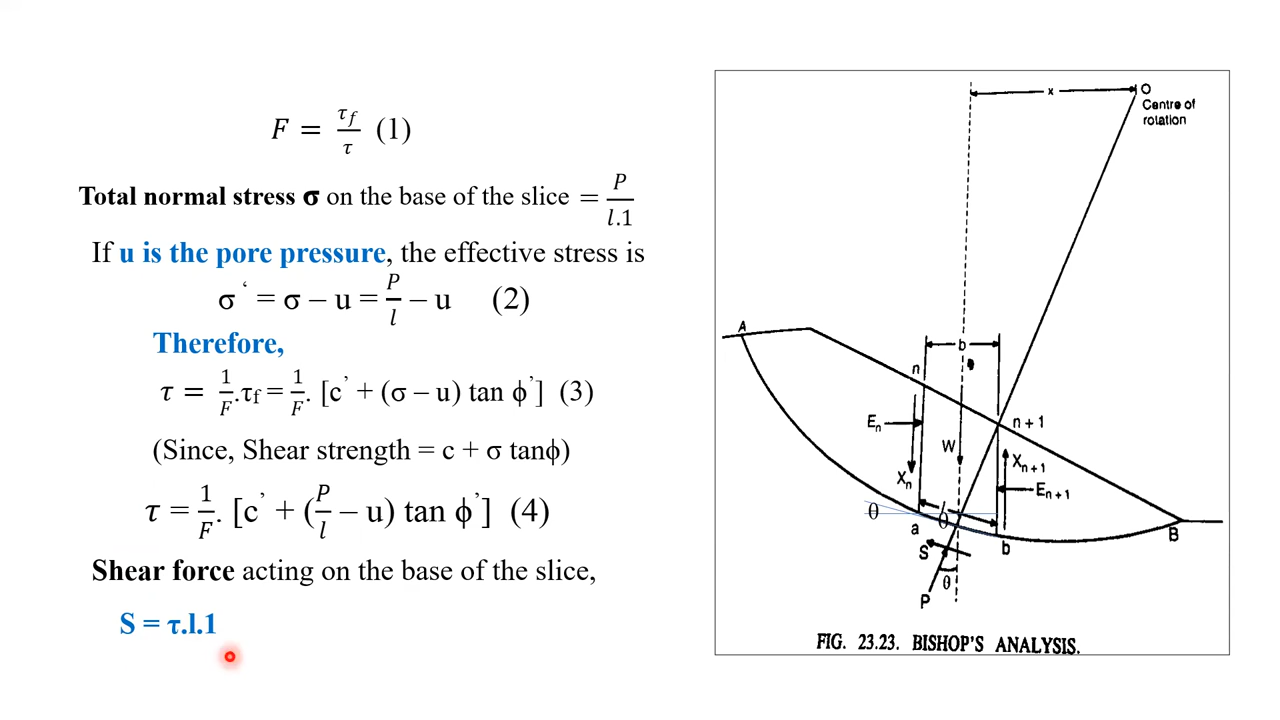 F = τf/τ (1)
Total normal stress σ on the base of the slice = P/l.1
If u is the pore pressure, the effective stress is
σ ‘ = σ – u = P/l – u (2)
Therefore,
τ = 1/F .τf = 1/F . [c’ + (σ – u) tan ϕ’] (3)
(Since, Shear strength = c + σ tanϕ)
τ = 1/F . [c’ + (P/l – u) tan ϕ’] (4)
Shear force acting on the base of the slice,
S = τ.l.1
x
O
Centre of
rotation
A
b
n
n + 1
En
W
Xn
Xn+1
En+1
θ
l
θ
a
b
B
S
θ
P
FIG. 23.23. BISHOP'S ANALYSIS.